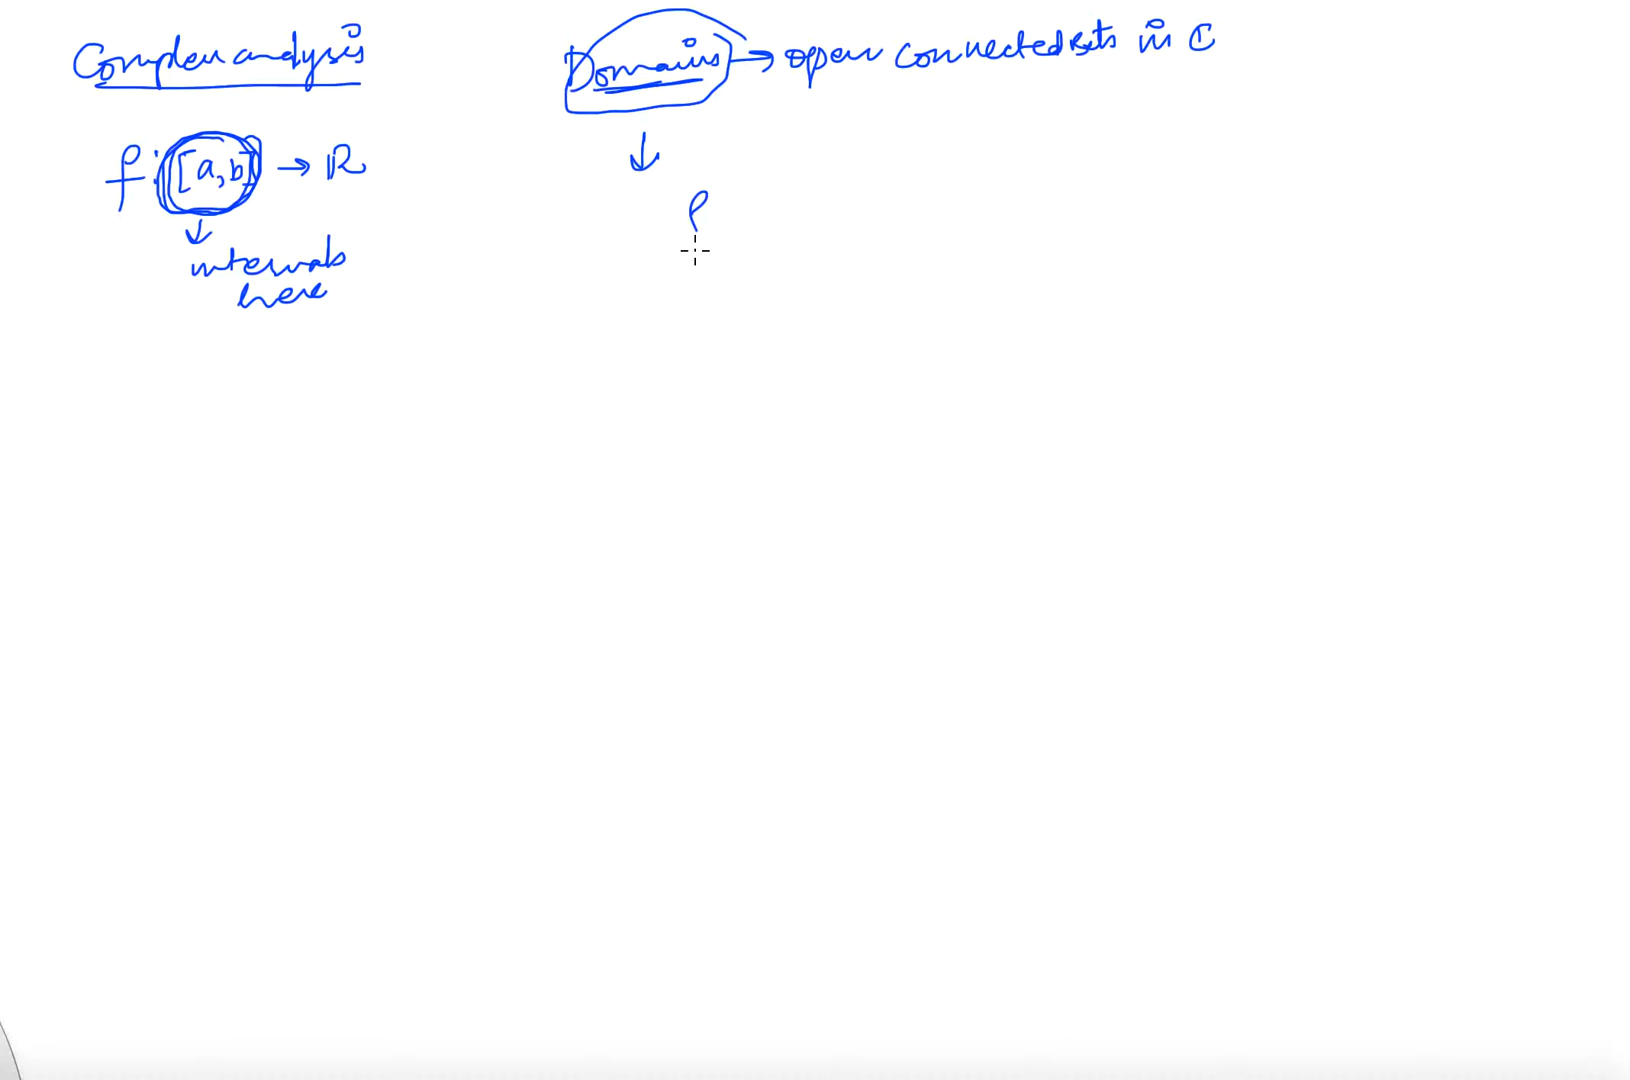 Complex analysis
Domains → open connected sets in ℂ
f: [a,b] → ℝ
↓
↓
intervals
here